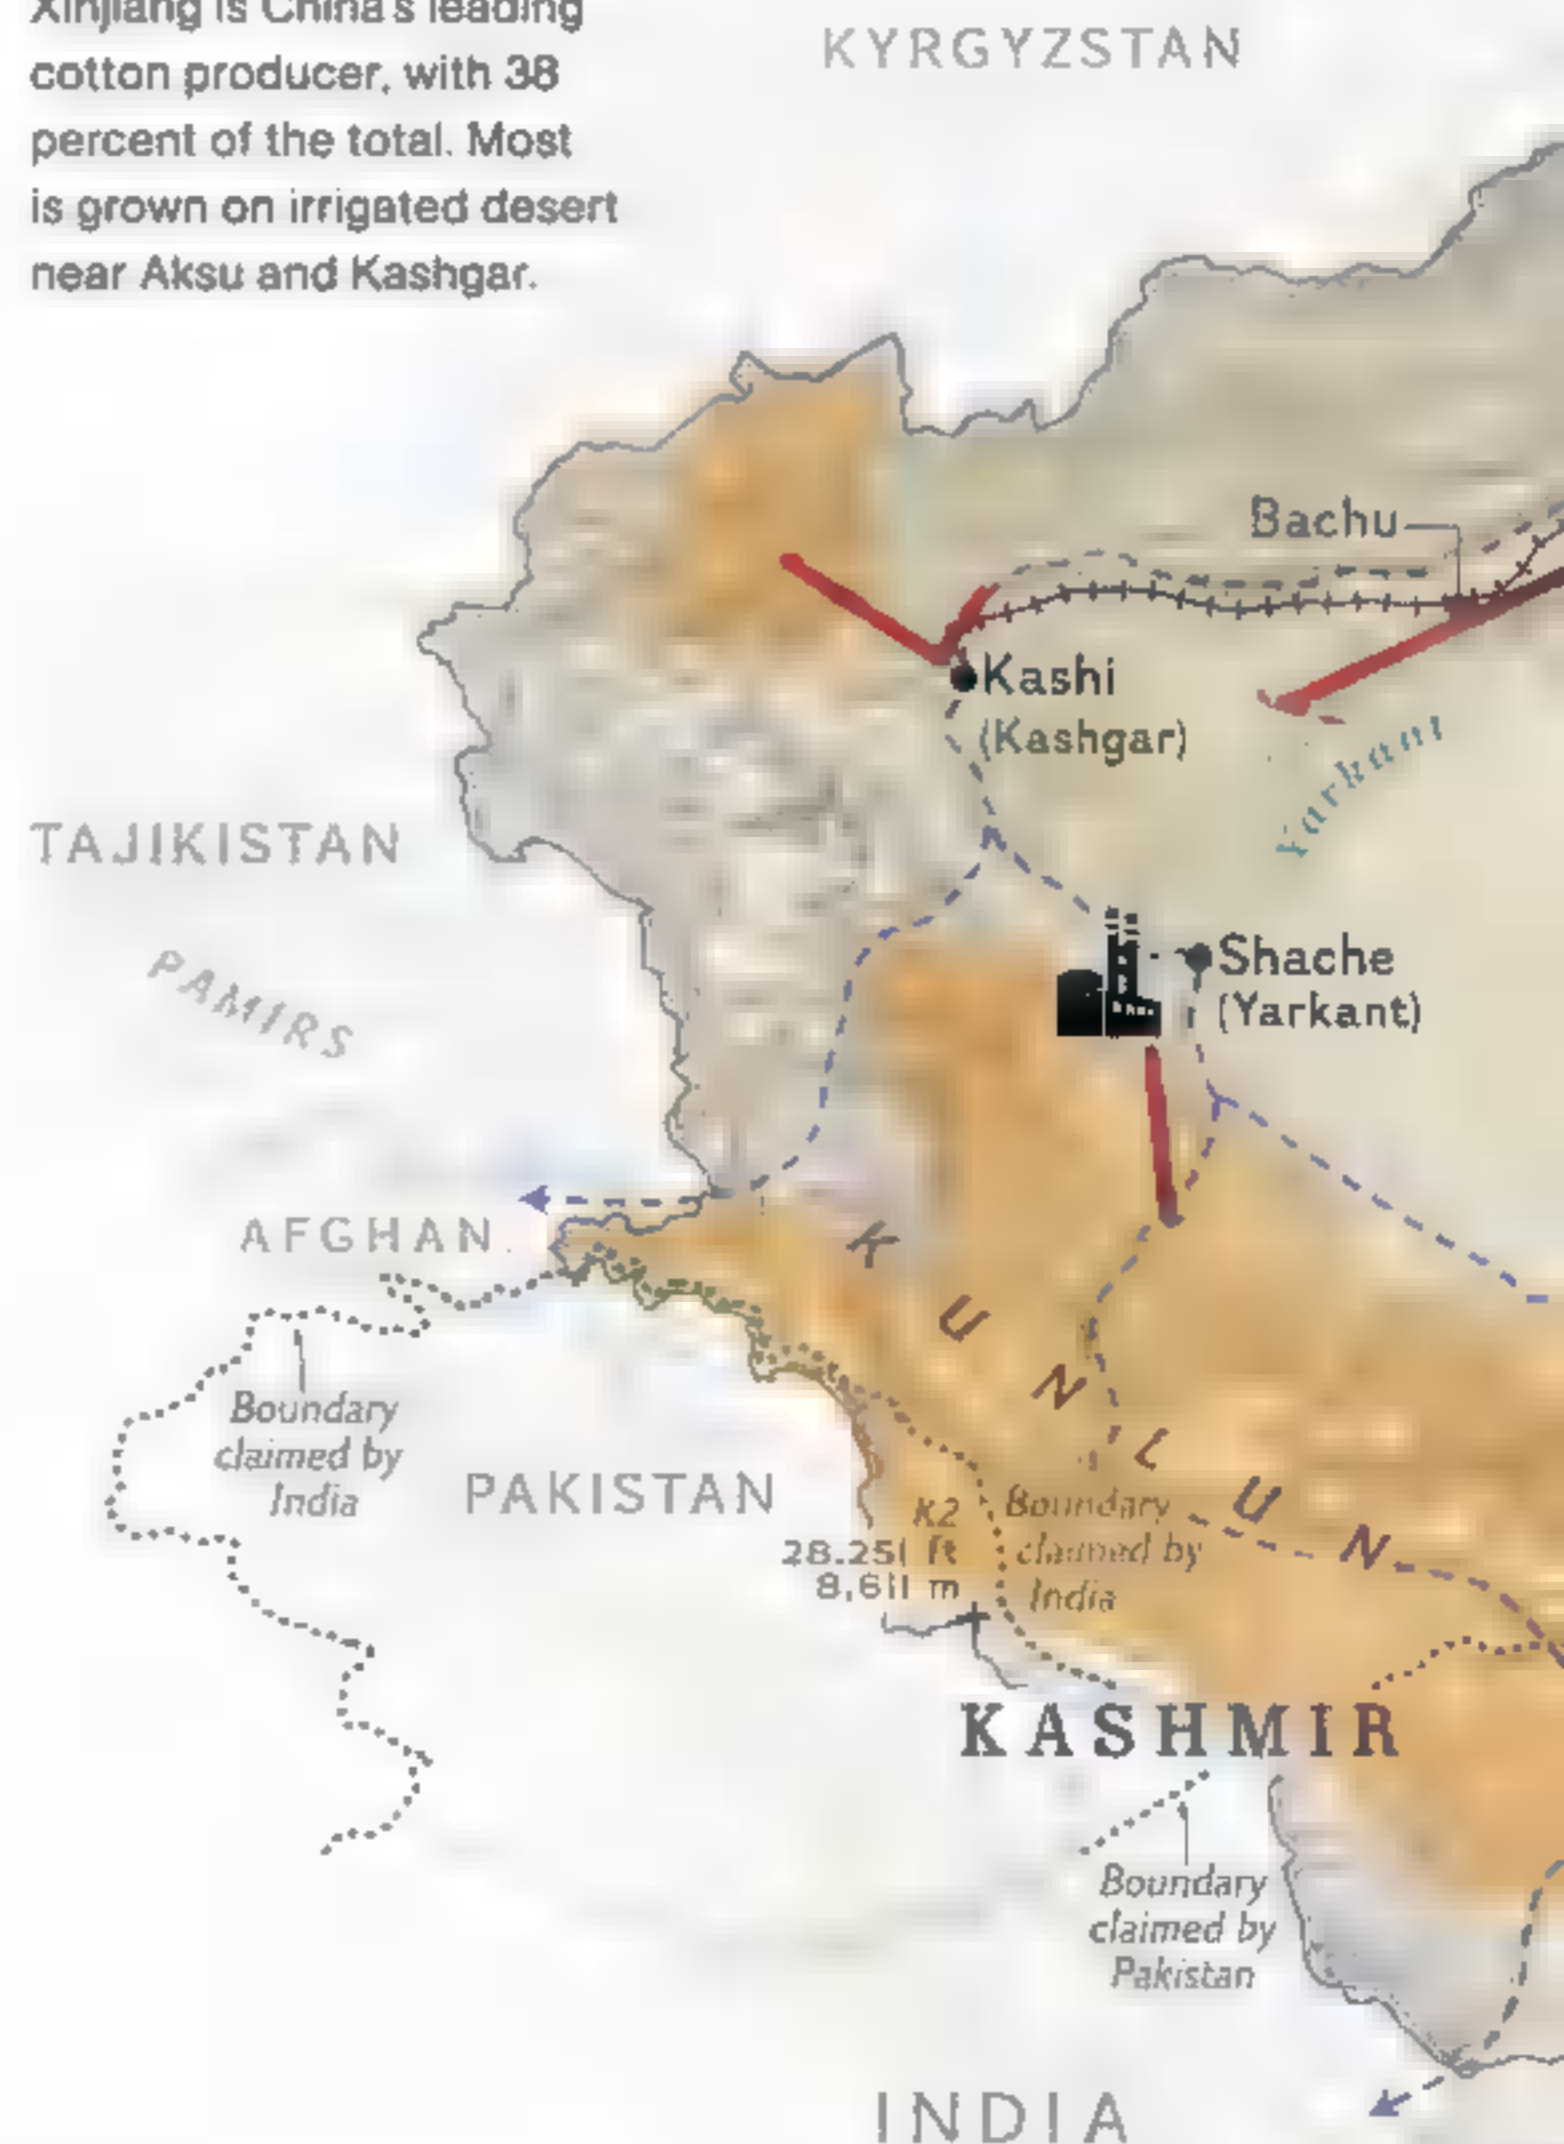 Xinjiang is China's leading
cotton producer, with 38
percent of the total. Most
is grown on irrigated desert
near Aksu and Kashgar.
KYRGYZSTAN
Bachu
Kashi
(Kashgar)
Yarkant
TAJIKISTAN
PAMIRS
Shache
(Yarkant)
AFGHAN.
KUNLUN
Boundary
claimed by
India
PAKISTAN
K2
28,251 ft
8,611 m
Boundary
claimed by
India
KASHMIR
Boundary
claimed by
Pakistan
INDIA